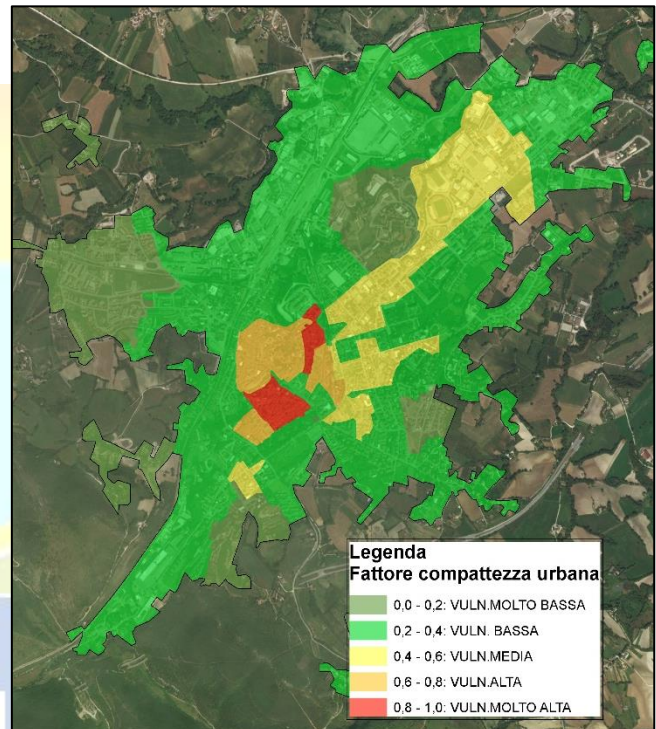 Legenda
Fattore compattezza urbana
0,0 - 0,2: VULN.MOLTO BASSA
0,2 - 0,4: VULN. BASSA
0,4 - 0,6: VULN.MEDIA
0,6 - 0,8: VULN.ALTA
0,8 - 1,0: VULN.MOLTO ALTA